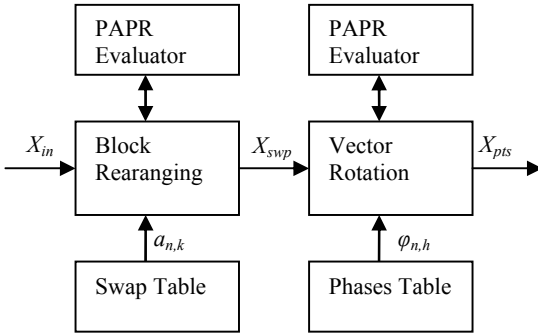 PAPR
Evaluator
PAPR
Evaluator
X_in
Block
Rearanging
X_swp
Vector
Rotation
X_pts
a_n,k
φ_n,h
Swap Table
Phases Table